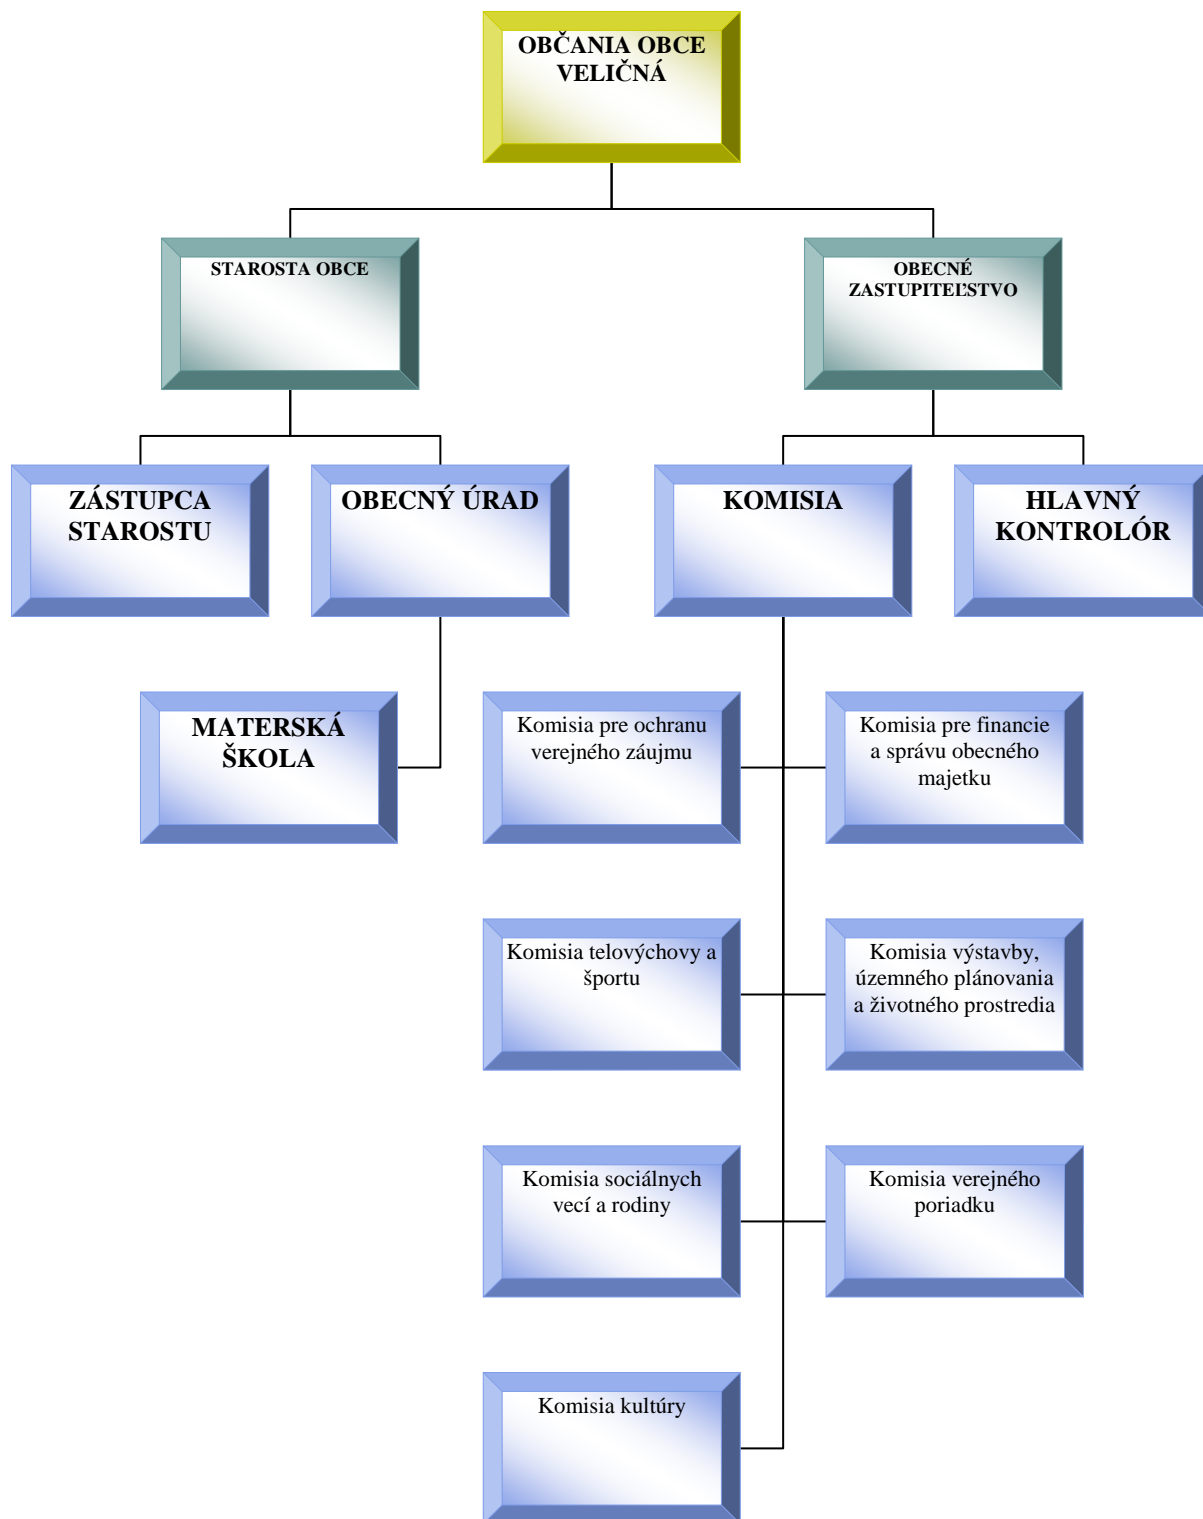 OBČANIA OBCE
VELIČNÁ
STAROSTA OBCE
OBECNÉ
ZASTUPITEĽSTVO
ZÁSTUPCA
STAROSTU
OBECNÝ ÚRAD
KOMISIA
HLAVNÝ
KONTROLÓR
MATERSKÁ
ŠKOLA
Komisia pre ochranu
verejného záujmu
Komisia pre financie
a správu obecného
majetku
Komisia telovýchovy a
športu
Komisia výstavby,
územného plánovania
a životného prostredia
Komisia sociálnych
vecí a rodiny
Komisia verejného
poriadku
Komisia kultúry